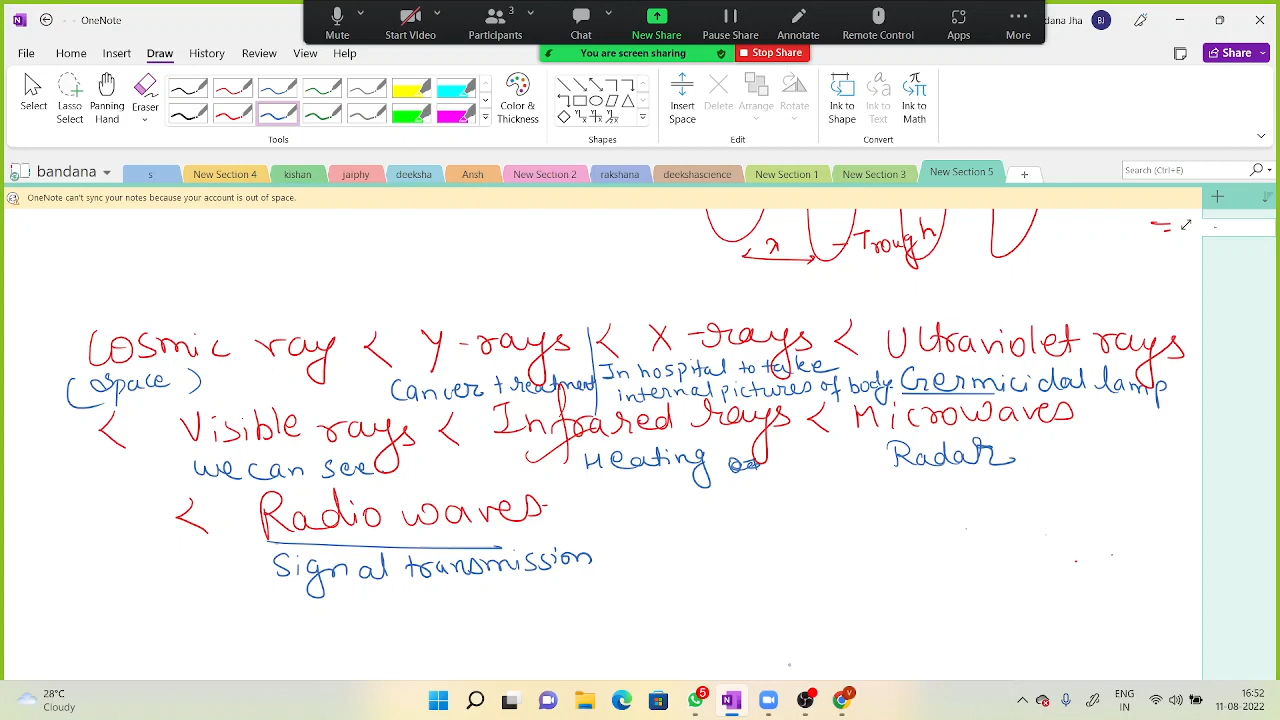 Mute Start Video Participants 3 Chat New Share Pause Share Annotate Remote Control Apps More
OneNote dana Jha BJ
You are screen sharing Stop Share
File Home Insert Draw History Review View Help Share
Select Lasso Select Panning Hand Eraser Color & Thickness Insert Space Delete Arrange Rotate Ink to Shape Ink to Text Ink to Math
Tools Shapes Edit Convert
bandana s New Section 4 kishan jaiphy deeksha Ansh New Section 2 rakshana deekshascience New Section 1 New Section 3 New Section 5 Search (Ctrl+E)
OneNote can't sync your notes because your account is out of space.
λ Trough
Cosmic ray < γ-rays < X-rays < Ultraviolet rays
(Space) Cancer treatment In hospital to take internal pictures of body. Germicidal lamp
< Visible rays < Infrared rays < Microwaves
we can see Heating Radar
< Radio waves
Signal transmission
28°C
Cloudy
5
ENG
IN
16:52
11-08-2022